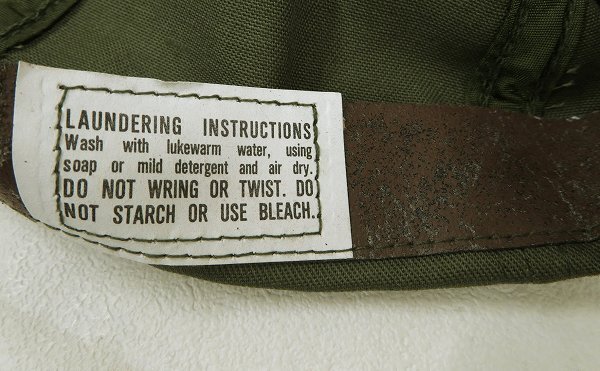 LAUNDERING INSTRUCTIONS
Wash with lukewarm water, using
soap or mild detergent and air dry.
DO NOT WRING OR TWIST. DO
NOT STARCH OR USE BLEACH.